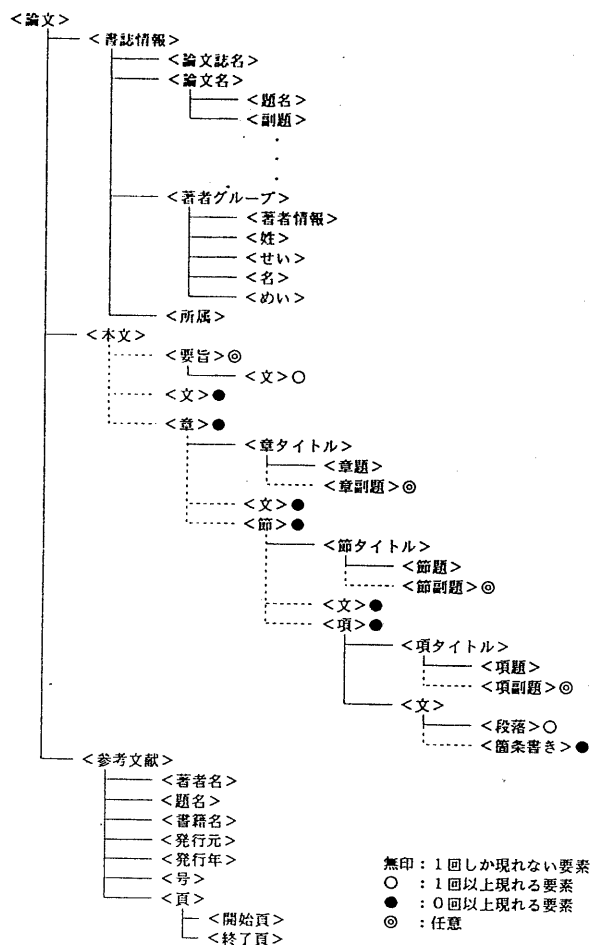 <論文>
<書誌情報>
<論文誌名>
<論文名>
<題名>
<副題>
<著者グループ>
<著者情報>
<姓>
<せい>
<名>
<めい>
<所属>
<本文>
<要旨>◎
<文>○
<文>●
<章>●
<章タイトル>
<章題>
<章副題>◎
<文>●
<節>●
<節タイトル>
<節題>
<節副題>◎
<文>●
<項>●
<項タイトル>
<項題>
<項副題>◎
<文>
<段落>○
<箇条書き>●
<参考文献>
<著者名>
<題名>
<書籍名>
<発行元>
<発行年>
<号>
<頁>
<開始頁>
<終了頁>
無印:1回しか現れない要素
○ :1回以上現れる要素
● :0回以上現れる要素
◎ :任意